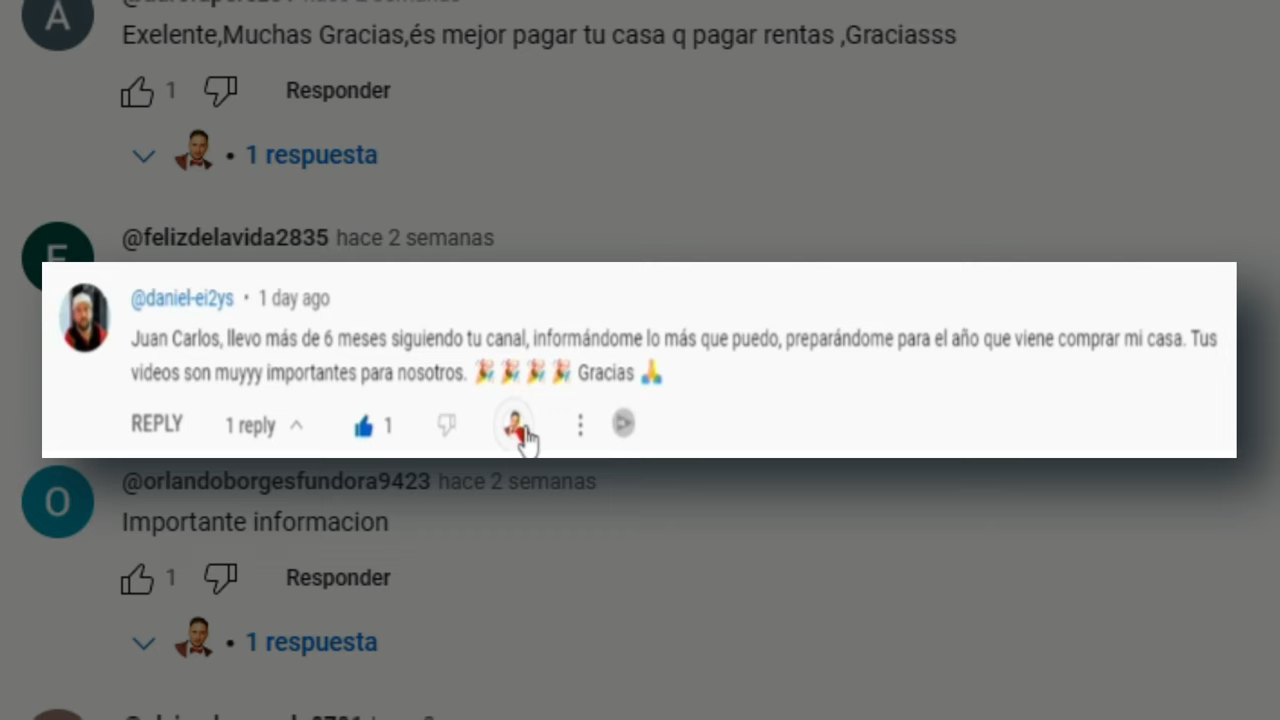 A
Exelente,Muchas Gracias,és mejor pagar tu casa q pagar rentas ,Graciasss
1 Responder
• 1 respuesta
@felizdelavida2835 hace 2 semanas
@daniel-ei2ys • 1 day ago
Juan Carlos, llevo más de 6 meses siguiendo tu canal, informándome lo más que puedo, preparándome para el año que viene comprar mi casa. Tus
videos son muyyy importantes para nosotros. 🎉🎉🎉🎉 Gracias 🙏
REPLY 1 reply 1
@orlandoborgesfundora9423 hace 2 semanas
O
Importante informacion
1 Responder
• 1 respuesta